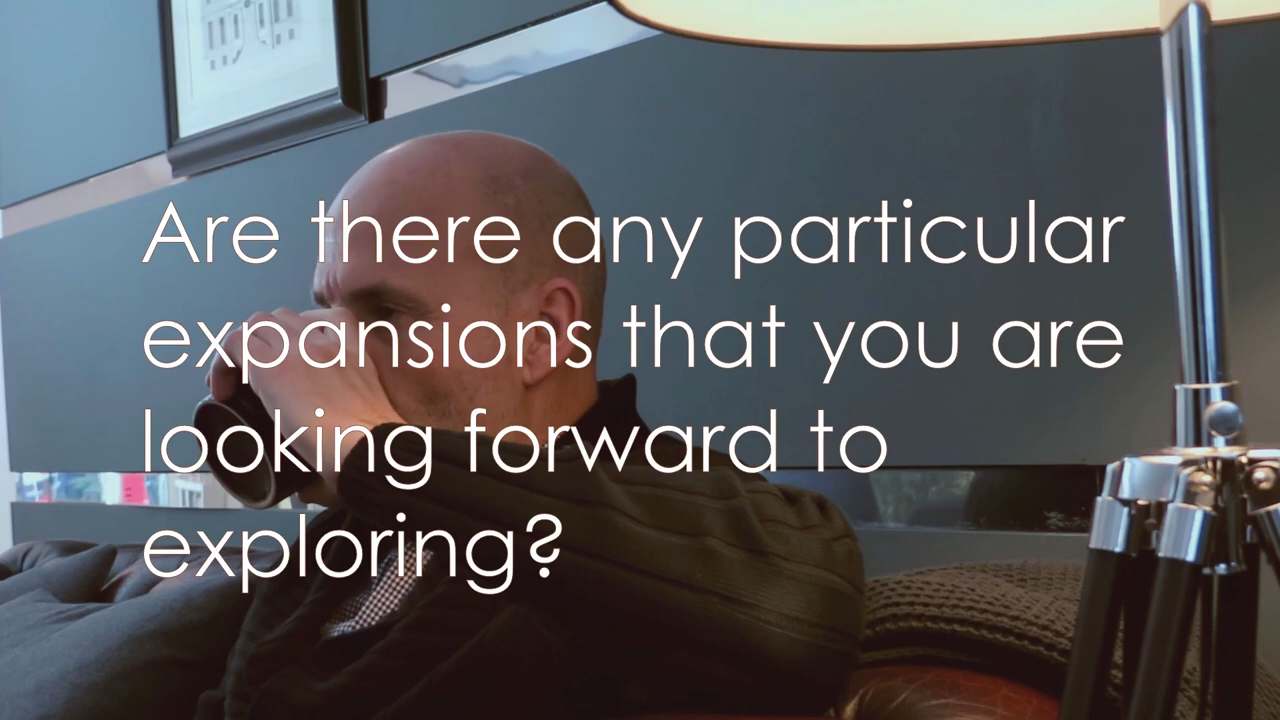 Are there any particular
expansions that you are
looking forward to
exploring?